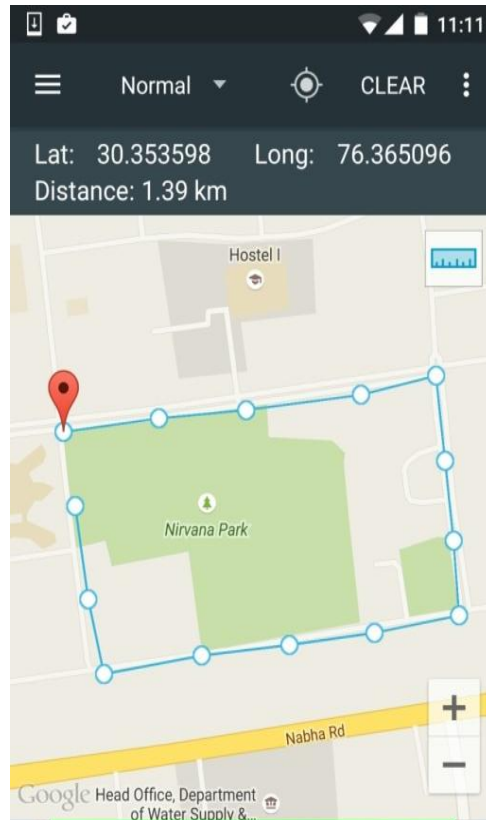 11:11
Normal CLEAR
Lat: 30.353598 Long: 76.365096
Distance: 1.39 km
Hostel I
Nirvana Park
Nabha Rd
+
−
Google Head Office, Department
of Water Supply &...